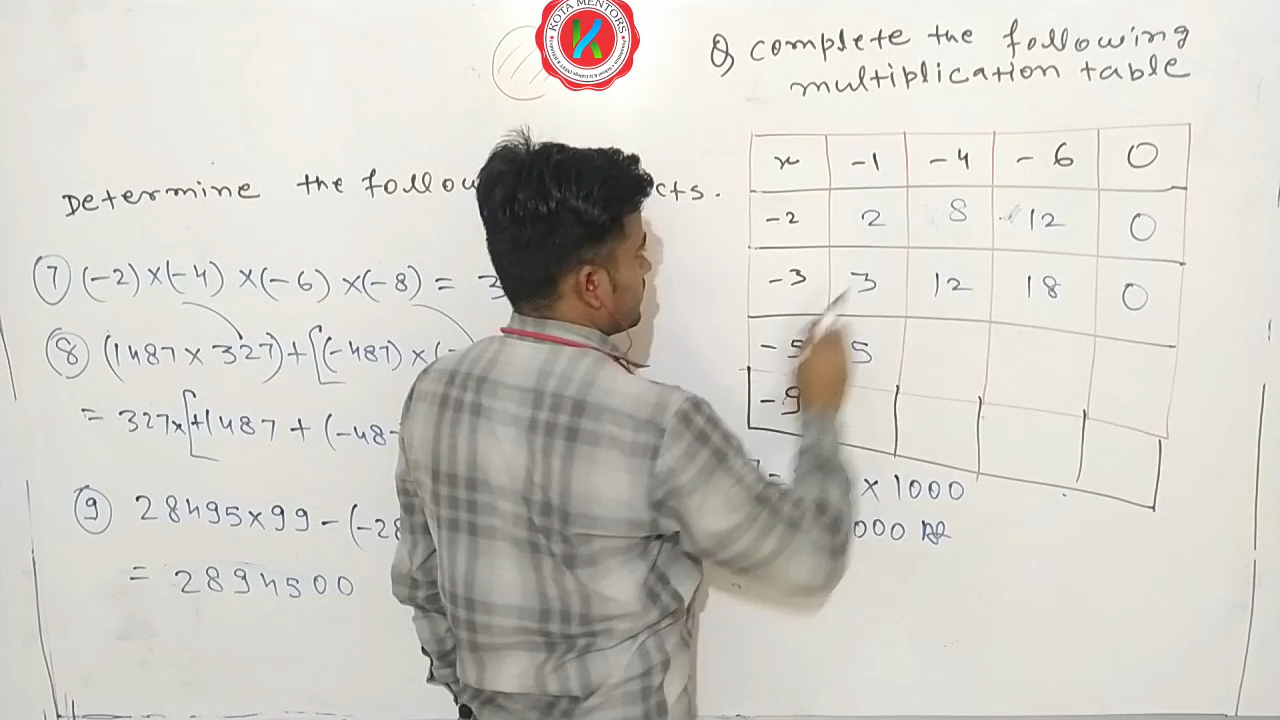 KOTA MENTORS
Q complete the following
multiplication table
Determine the follow cts.
x -1 -4 -6 0
-2 2 8 12 0
-3 3 12 18 0
-5 5
-9
7 (-2)×(-4)×(-6)×(-8) = 3
8 (1487×327)+[(-487)×(-
= 327×[+1487+(-48
9 28495×99-(-28
= 2894500
×1000
000